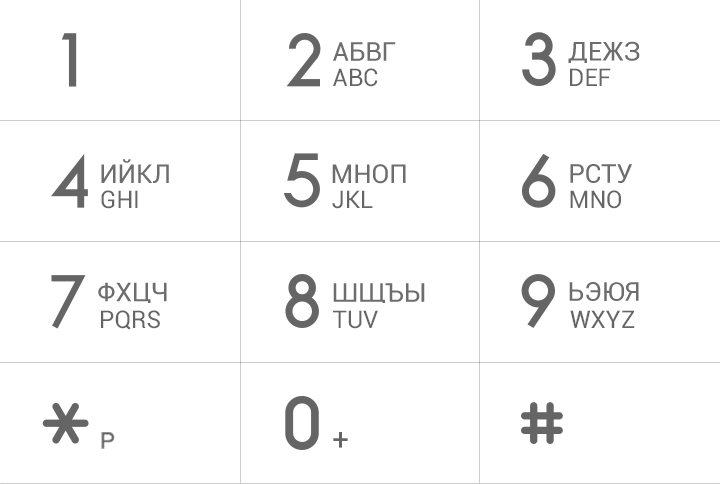 1
2 АБВГ
ABC
3 ДЕЖЗ
DEF
4 ИЙКЛ
GHI
5 МНОП
JKL
6 РСТУ
MNO
7 ФХЦЧ
PQRS
8 ШЩЪЫ
TUV
9 ЬЭЮЯ
WXYZ
* P
0 +
#